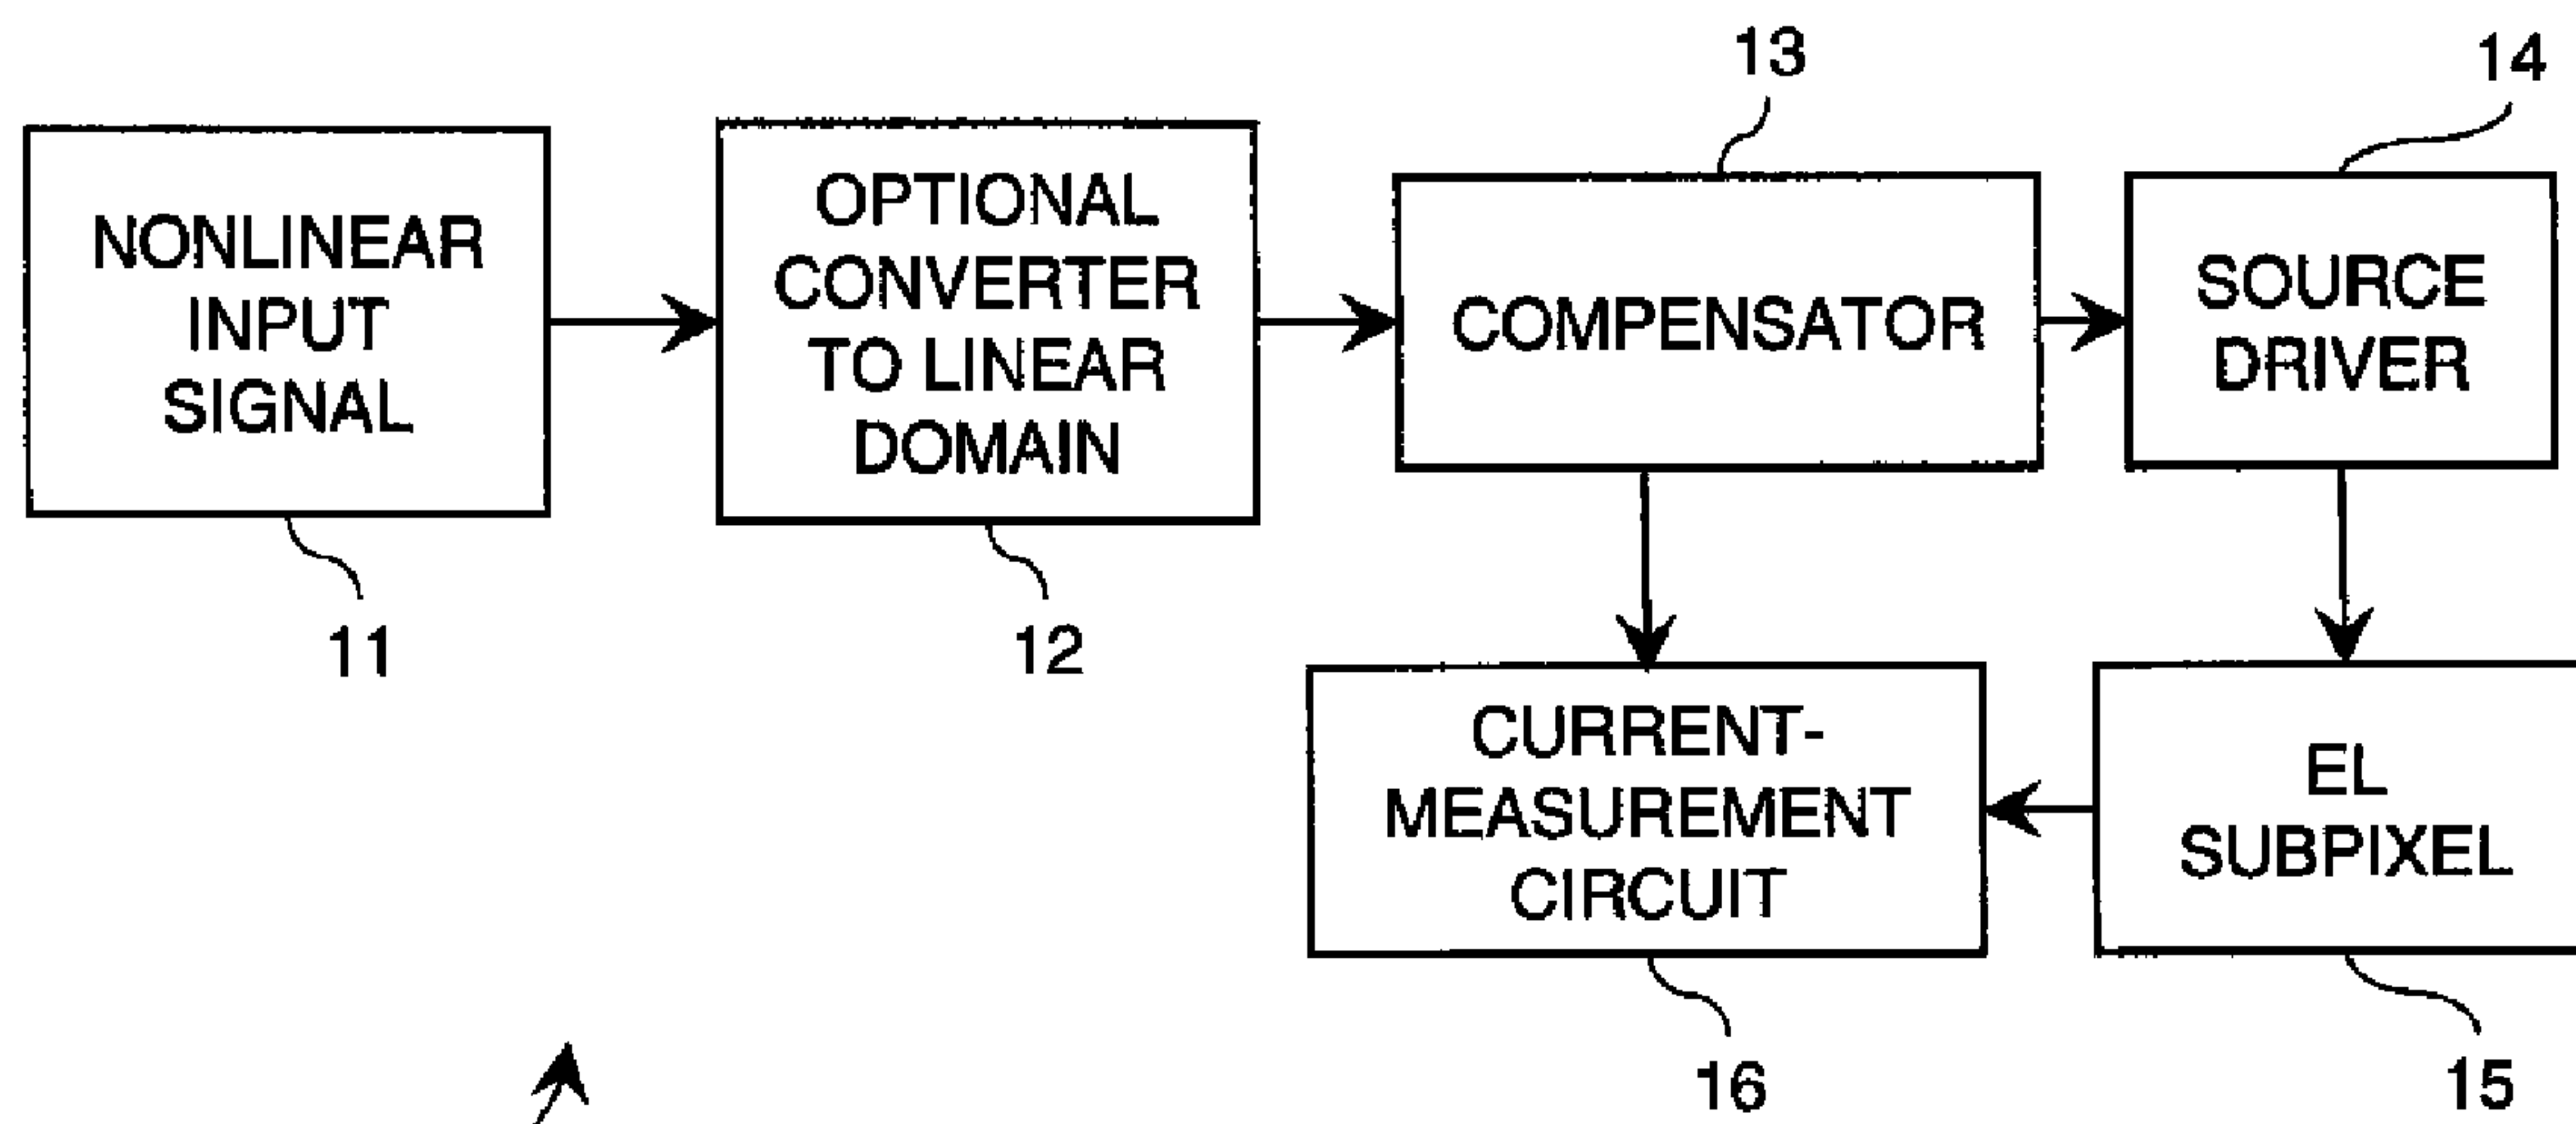 13
14
NONLINEAR
INPUT
SIGNAL
OPTIONAL
CONVERTER
TO LINEAR
DOMAIN
COMPENSATOR
SOURCE
DRIVER
11
12
CURRENT-
MEASUREMENT
CIRCUIT
EL
SUBPIXEL
16
15